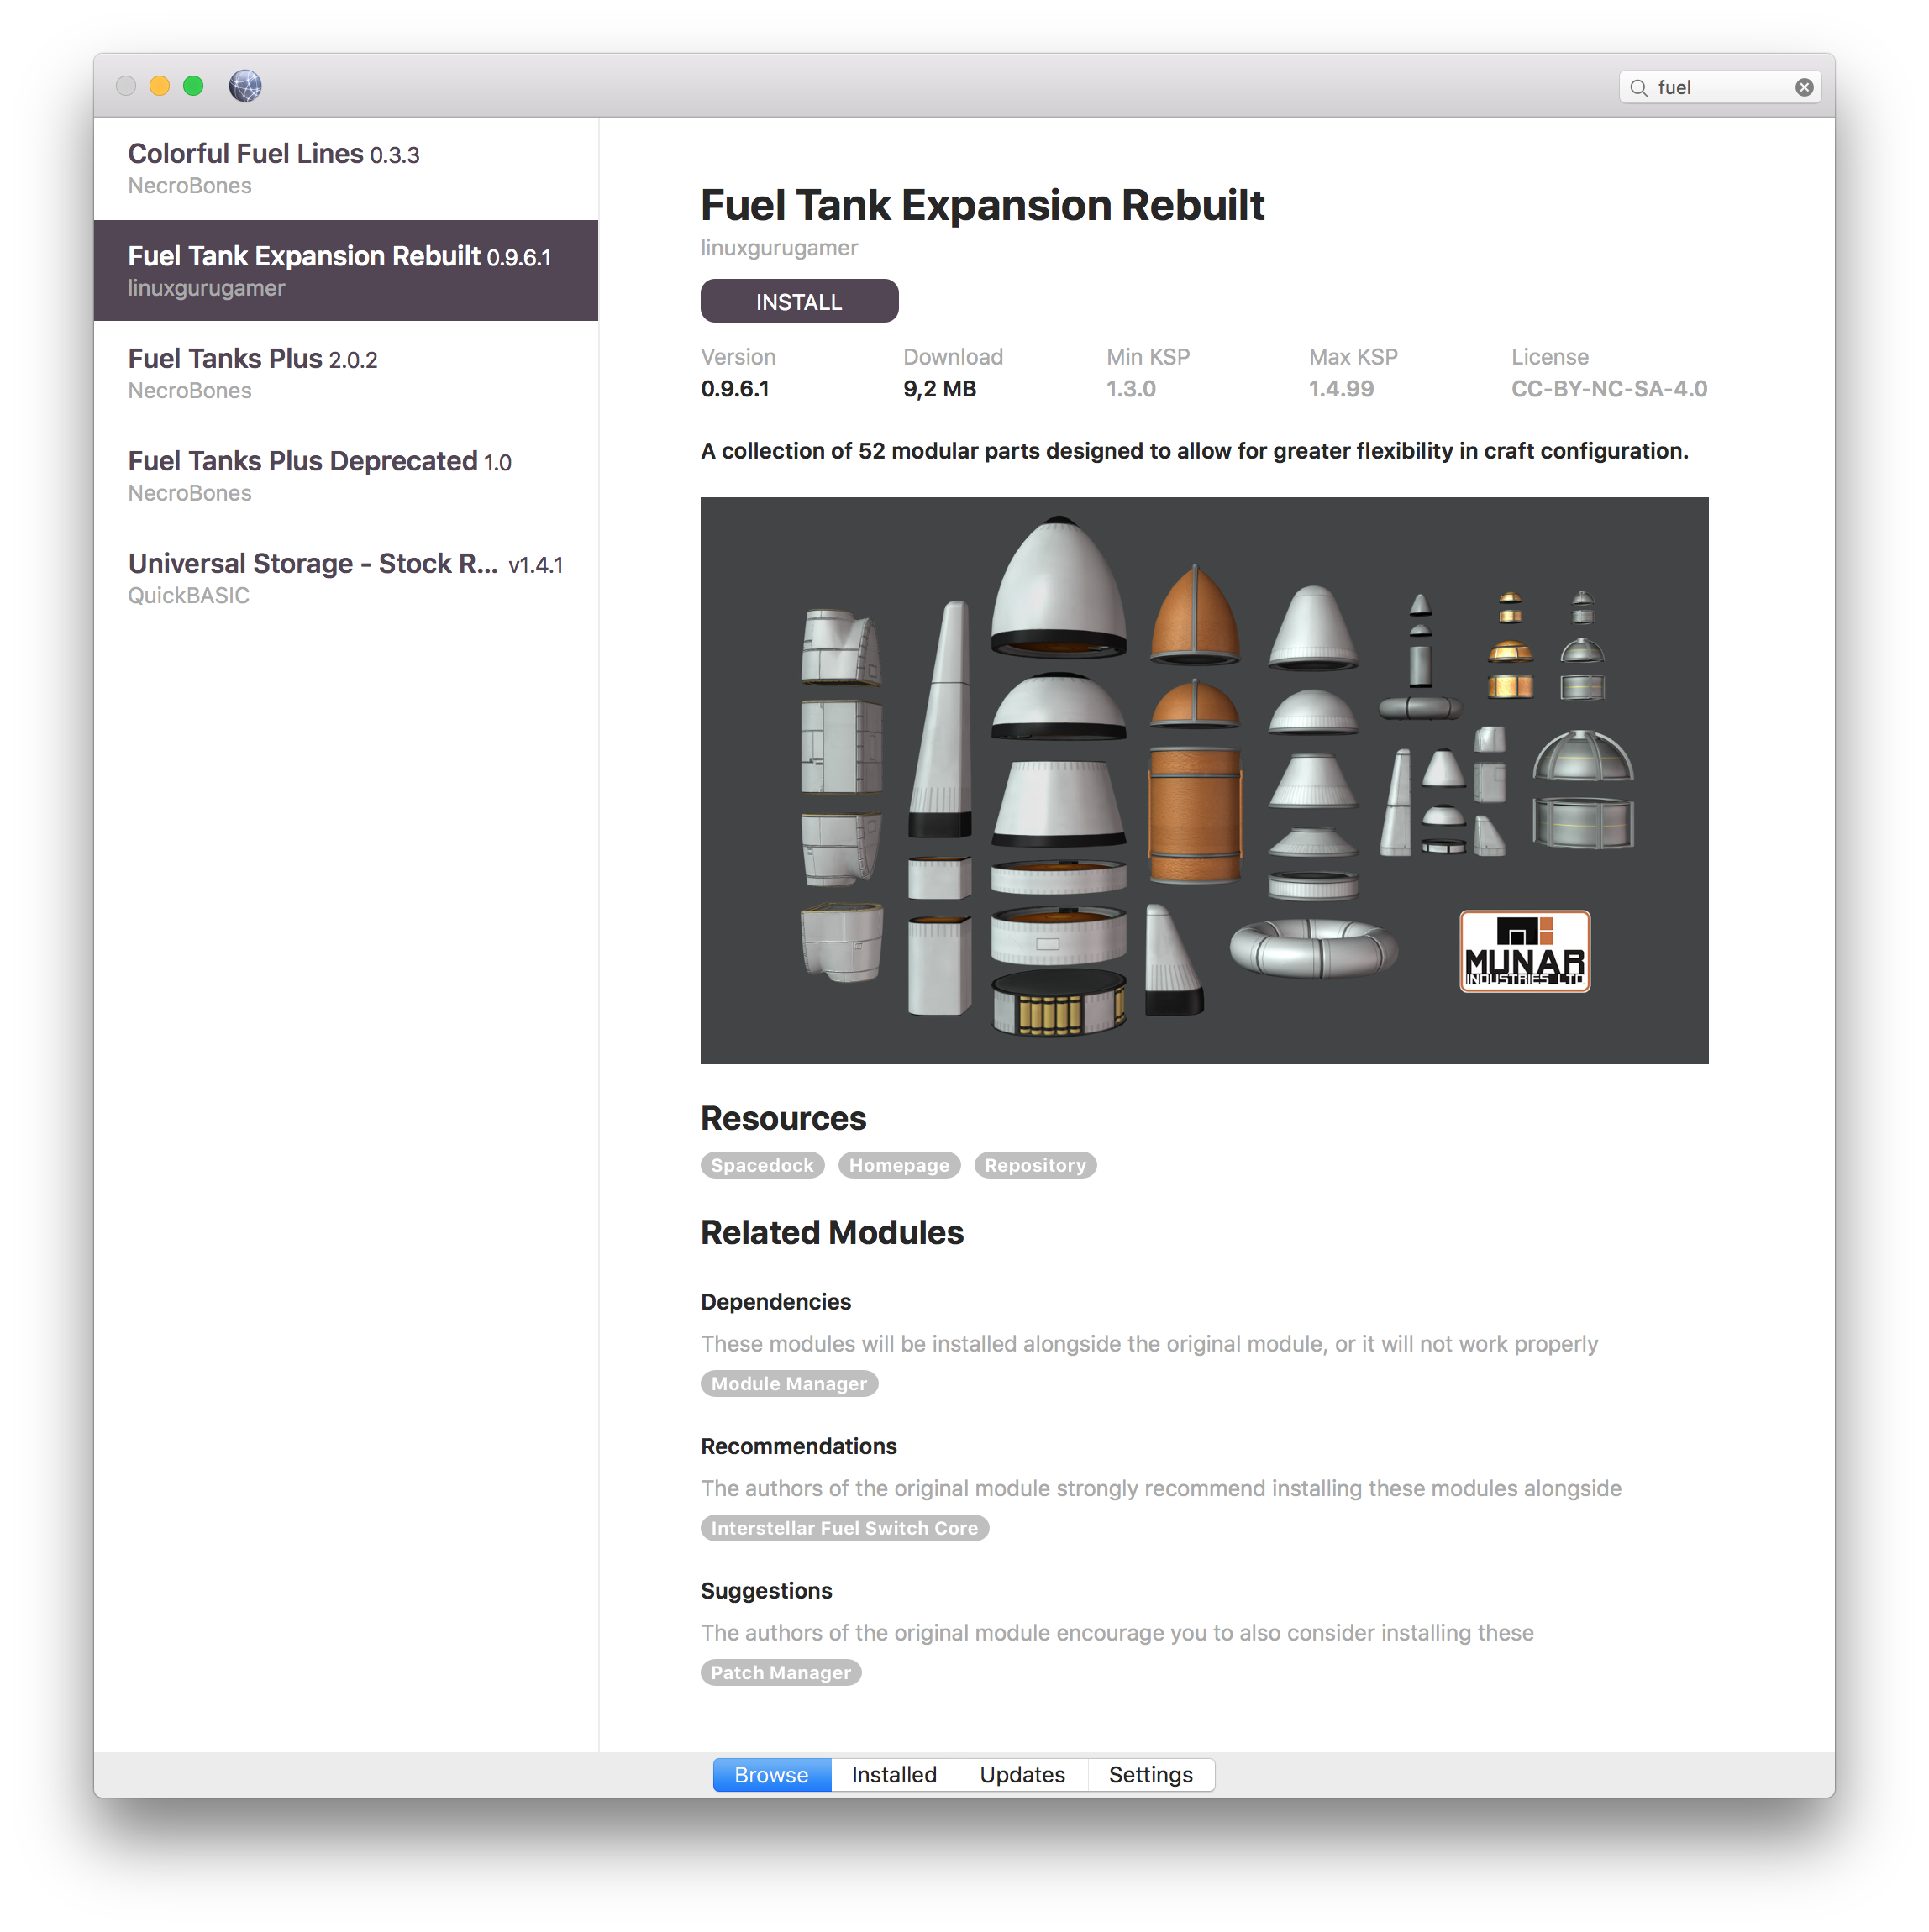 fuel
Colorful Fuel Lines 0.3.3
NecroBones
Fuel Tank Expansion Rebuilt 0.9.6.1
linuxgurugamer
Fuel Tanks Plus 2.0.2
NecroBones
Fuel Tanks Plus Deprecated 1.0
NecroBones
Universal Storage - Stock R... v1.4.1
QuickBASIC
Fuel Tank Expansion Rebuilt
linuxgurugamer
INSTALL
Version Download Min KSP Max KSP License
0.9.6.1 9,2 MB 1.3.0 1.4.99 CC-BY-NC-SA-4.0
A collection of 52 modular parts designed to allow for greater flexibility in craft configuration.
MUNAR
INDUSTRIES LTD.
Resources
Spacedock Homepage Repository
Related Modules
Dependencies
These modules will be installed alongside the original module, or it will not work properly
Module Manager
Recommendations
The authors of the original module strongly recommend installing these modules alongside
Interstellar Fuel Switch Core
Suggestions
The authors of the original module encourage you to also consider installing these
Patch Manager
Browse Installed Updates Settings